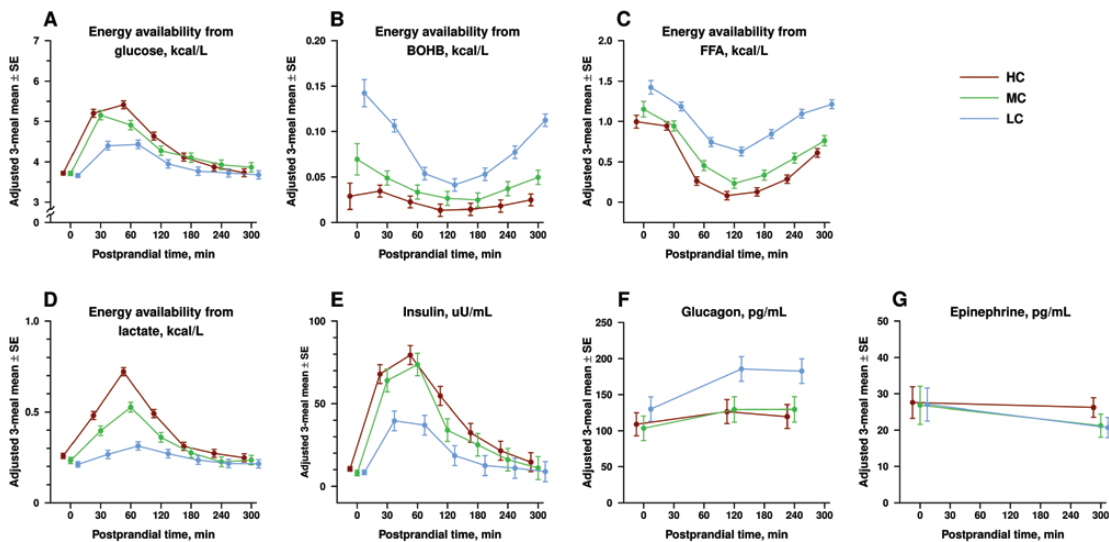 A
Energy availability from
glucose, kcal/L
Adjusted 3-meal mean ± SE
7
6
5
4
3
0
0 30 60 120 180 240 300
Postprandial time, min
B
Energy availability from
BOHB, kcal/L
Adjusted 3-meal mean ± SE
0.20
0.15
0.10
0.05
0
0 30 60 120 180 240 300
Postprandial time, min
C
Energy availability from
FFA, kcal/L
Adjusted 3-meal mean ± SE
2.0
1.5
1.0
0.5
0
0 30 60 120 180 240 300
Postprandial time, min
HC
MC
LC
D
Energy availability from
lactate, kcal/L
Adjusted 3-meal mean ± SE
1.0
0.5
0
0 30 60 120 180 240 300
Postprandial time, min
E
Insulin, uU/mL
Adjusted 3-meal mean ± SE
100
80
60
40
20
0
0 30 60 120 180 240 300
Postprandial time, min
F
Glucagon, pg/mL
Adjusted 3-meal mean ± SE
250
200
150
100
50
0
0 30 60 120 180 240 300
Postprandial time, min
G
Epinephrine, pg/mL
Adjusted 3-meal mean ± SE
50
40
30
20
10
0
0 30 60 120 180 240 300
Postprandial time, min